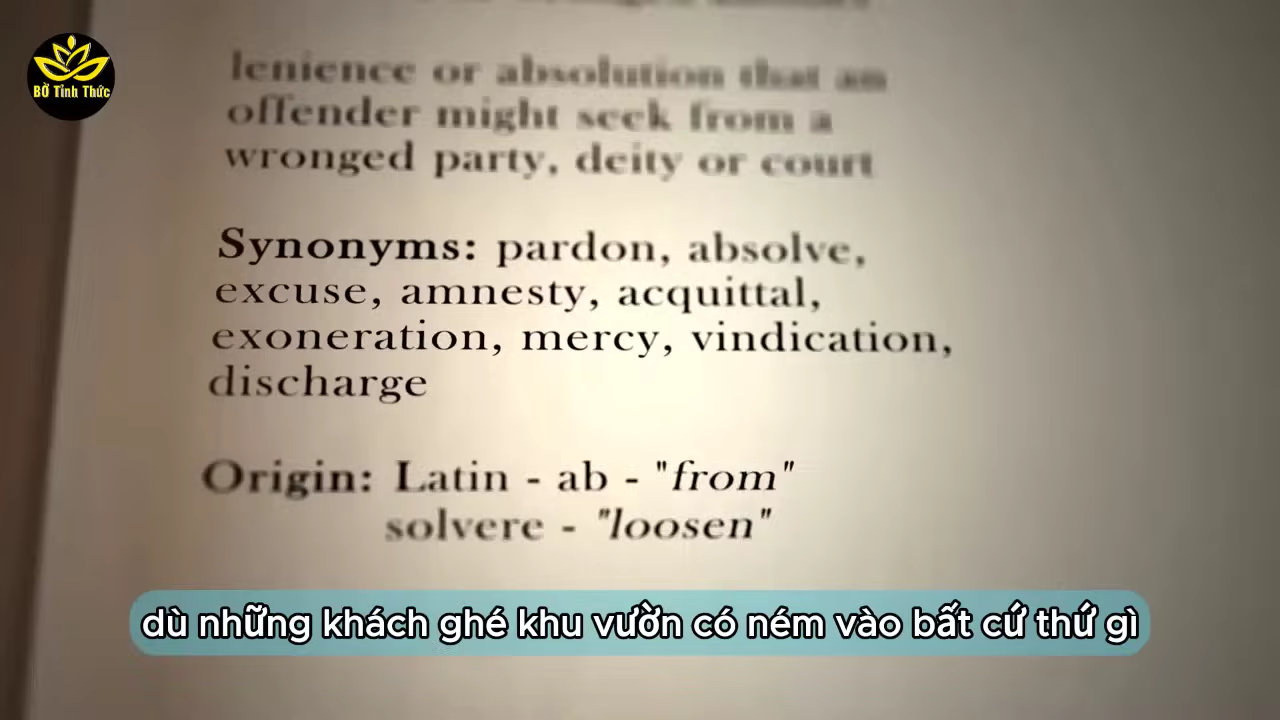 BỜ Tỉnh Thức
lenience or absolution that an
offender might seek from a
wronged party, deity or court
Synonyms: pardon, absolve,
excuse, amnesty, acquittal,
exoneration, mercy, vindication,
discharge
Origin: Latin - ab - "from"
solvere - "loosen"
dù những khách ghé khu vườn có ném vào bất cứ thứ gì